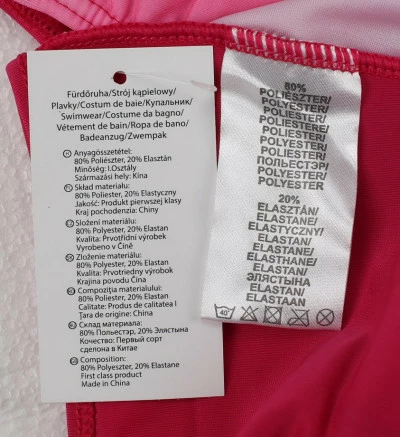 Fürdőruha/Strój kąpielowy/
Plavky/Costum de baie/Купальник/
Swimwear/Costume da bagno/
Vêtement de bain/Ropa de bano/
Badeanzug/Zwempak
Anyagösszetétel:
80% Poliészter, 20% Elasztán
Minőség: I.Osztály
Származási hely: Kína
Skład materialu:
80% Poliester, 20% Elastyczny
Jakość: Produkt pierwszej klasy
Kraj pochodzenia: Chiny
Složení materiálu:
80% Polyester, 20% Elastan
Kvalita: Prvotřídní výrobek
Vyrobeno v Číně
Zloženie materiálu:
80% Polyester, 20% Elastan
Kvalita: Prvotriedny výrobok
Krajina povodu Čína
Compoziția materialului:
80% Poliester, 20% Elastan
Calitate: Produs de calitatea I
Țara de origine: China
Склад материала:
80% Польестэр, 20% Эластына
Качество: Первый сорт
сделона в Китае
Composition:
80% Polyester, 20% Elastane
First class product
Made in China
80%
POLIÉSZTER/
POLYESTER/
POLIESTER/
POLYESTER/
POLYESTER/
POLIESTER/
ПОЛЬЕСТЭР/
POLYESTER/
POLYESTER
20%
ELASZTÁN/
ELASTANE/
ELASTYCZNY/
ELASTAN/
ELASTANE/
ELASTHANE/
ELASTAN/
ЭЛЯСТЫНА/
ELASTAN/
ELASTAAN
40°